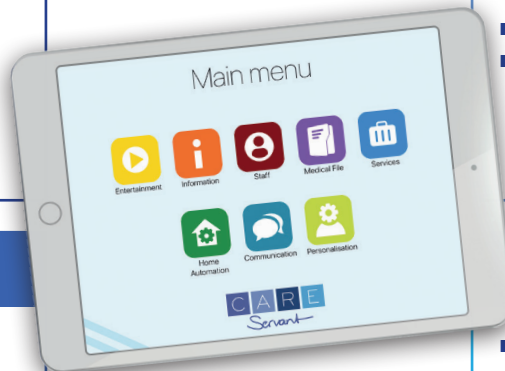 Main menu
Entertainment
Information
Staff
Medical File
Services
Home
Automation
Communication
Personalisation
CARE
Servant